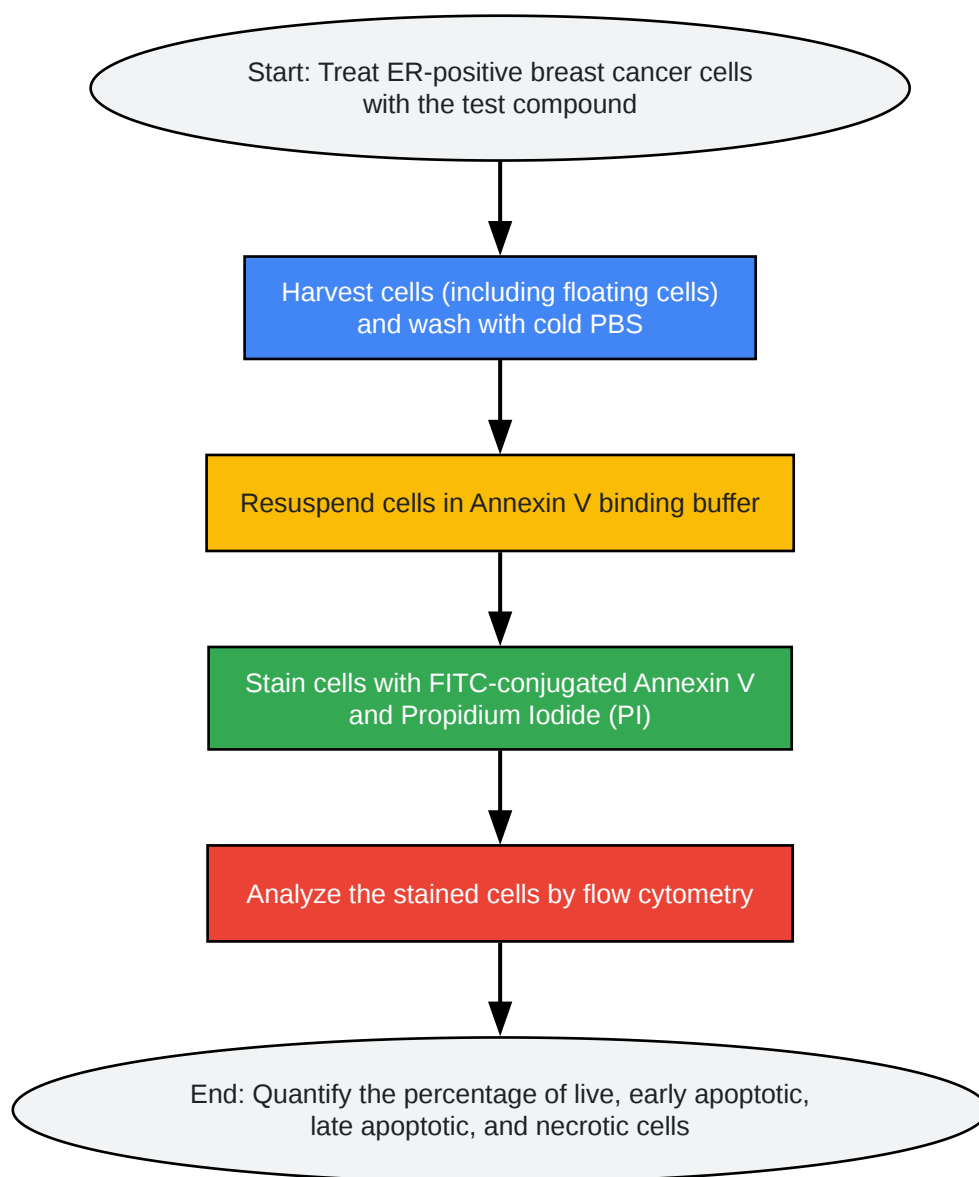 Start: Treat ER-positive breast cancer cells
with the test compound
Harvest cells (including floating cells)
and wash with cold PBS
Resuspend cells in Annexin V binding buffer
Stain cells with FITC-conjugated Annexin V
and Propidium Iodide (PI)
Analyze the stained cells by flow cytometry
End: Quantify the percentage of live, early apoptotic,
late apoptotic, and necrotic cells